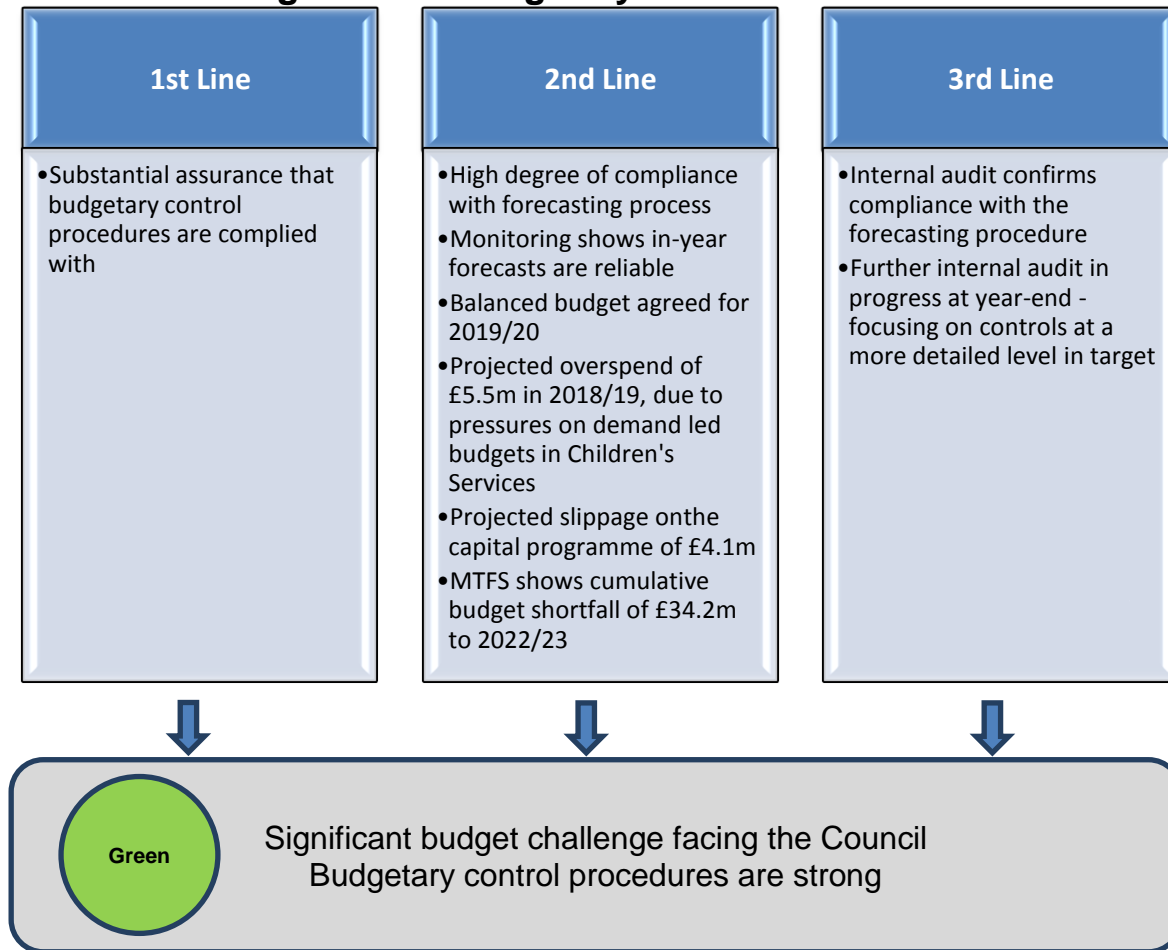 1st Line
•Substantial assurance that
budgetary control
procedures are complied
with
2nd Line
•High degree of compliance
with forecasting process
•Monitoring shows in-year
forecasts are reliable
•Balanced budget agreed for
2019/20
•Projected overspend of
£5.5m in 2018/19, due to
pressures on demand led
budgets in Children's
Services
•Projected slippage onthe
capital programme of £4.1m
•MTFS shows cumulative
budget shortfall of £34.2m
to 2022/23
3rd Line
•Internal audit confirms
compliance with the
forecasting procedure
•Further internal audit in
progress at year-end -
focusing on controls at a
more detailed level in target
Green
Significant budget challenge facing the Council
Budgetary control procedures are strong